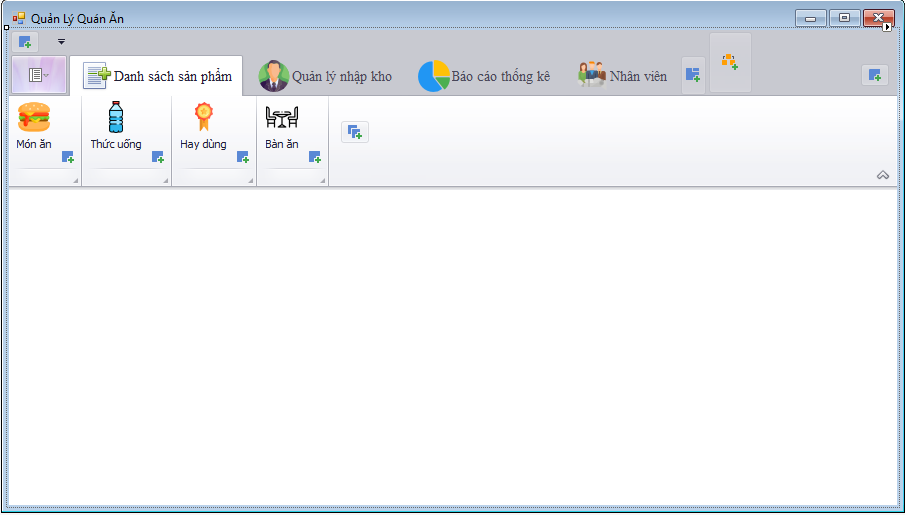 Quản Lý Quán Ăn
Danh sách sản phẩm Quản lý nhập kho Báo cáo thống kê Nhân viên
Món ăn Thức uống Hay dùng Bàn ăn